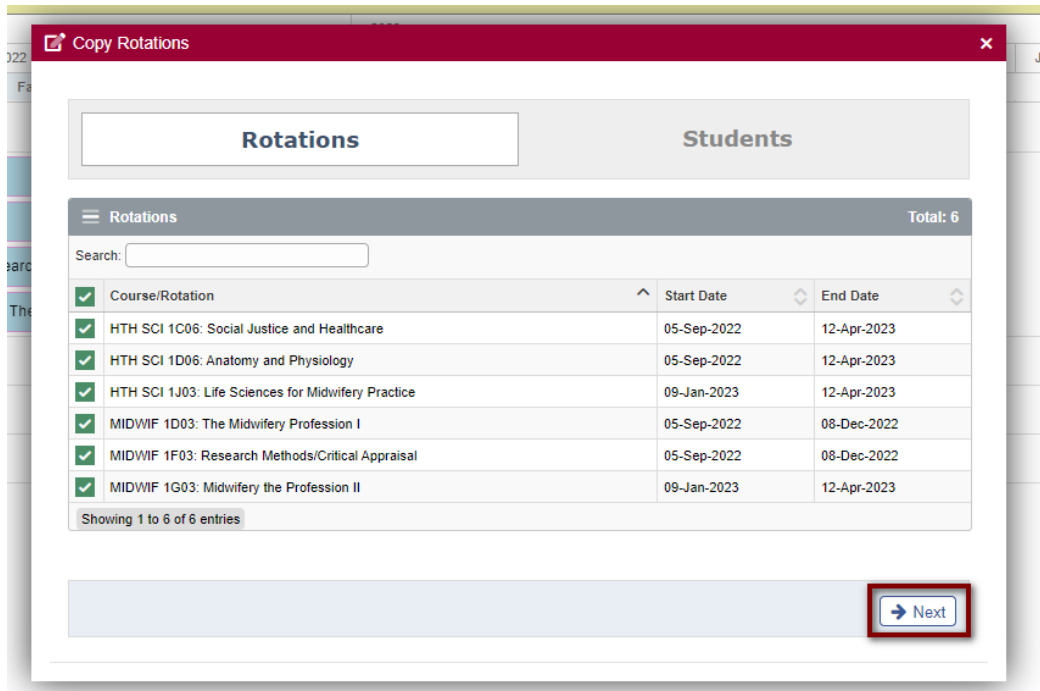 Copy Rotations
Rotations Students
Rotations Total: 6
Search:
Course/Rotation Start Date End Date
HTH SCI 1C06: Social Justice and Healthcare 05-Sep-2022 12-Apr-2023
HTH SCI 1D06: Anatomy and Physiology 05-Sep-2022 12-Apr-2023
HTH SCI 1J03: Life Sciences for Midwifery Practice 09-Jan-2023 12-Apr-2023
MIDWIF 1D03: The Midwifery Profession I 05-Sep-2022 08-Dec-2022
MIDWIF 1F03: Research Methods/Critical Appraisal 05-Sep-2022 08-Dec-2022
MIDWIF 1G03: Midwifery the Profession II 09-Jan-2023 12-Apr-2023
Showing 1 to 6 of 6 entries
Next